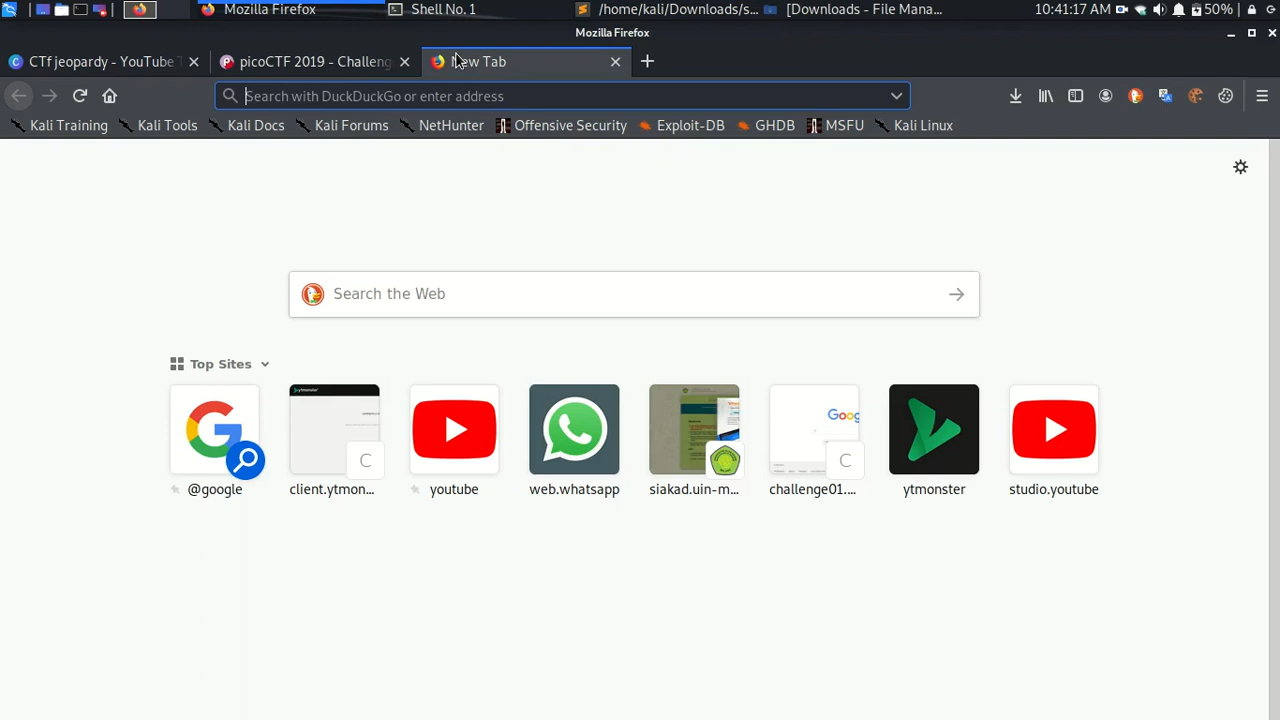 Mozilla Firefox
Shell No. 1
/home/kali/Downloads/s...
[Downloads - File Mana...
10:41:17 AM
50%
Mozilla Firefox
CTf jeopardy - YouTube T
picoCTF 2019 - Challeng
New Tab
Search with DuckDuckGo or enter address
Kali Training
Kali Tools
Kali Docs
Kali Forums
NetHunter
Offensive Security
Exploit-DB
GHDB
MSFU
Kali Linux
Search the Web
Top Sites
C
C
@google
client.ytmon...
youtube
web.whatsapp
siakad.uin-m...
challenge01....
ytmonster
studio.youtube